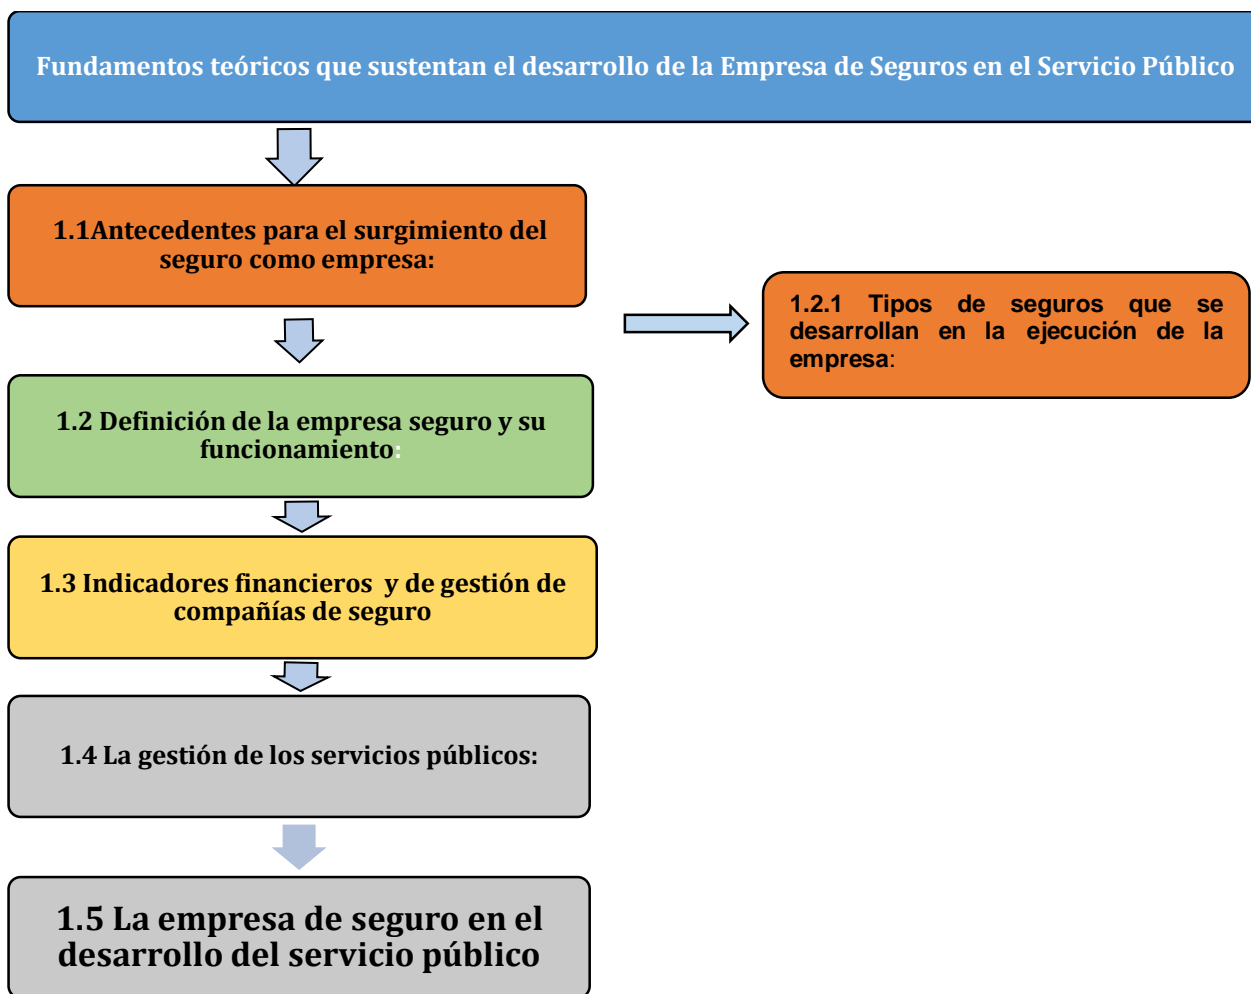 Fundamentos teóricos que sustentan el desarrollo de la Empresa de Seguros en el Servicio Público
1.1Antecedentes para el surgimiento del
seguro como empresa:
1.2.1 Tipos de seguros que se
desarrollan en la ejecución de la
empresa:
1.2 Definición de la empresa seguro y su
funcionamiento:
1.3 Indicadores financieros y de gestión de
compañías de seguro
1.4 La gestión de los servicios públicos:
1.5 La empresa de seguro en el
desarrollo del servicio público